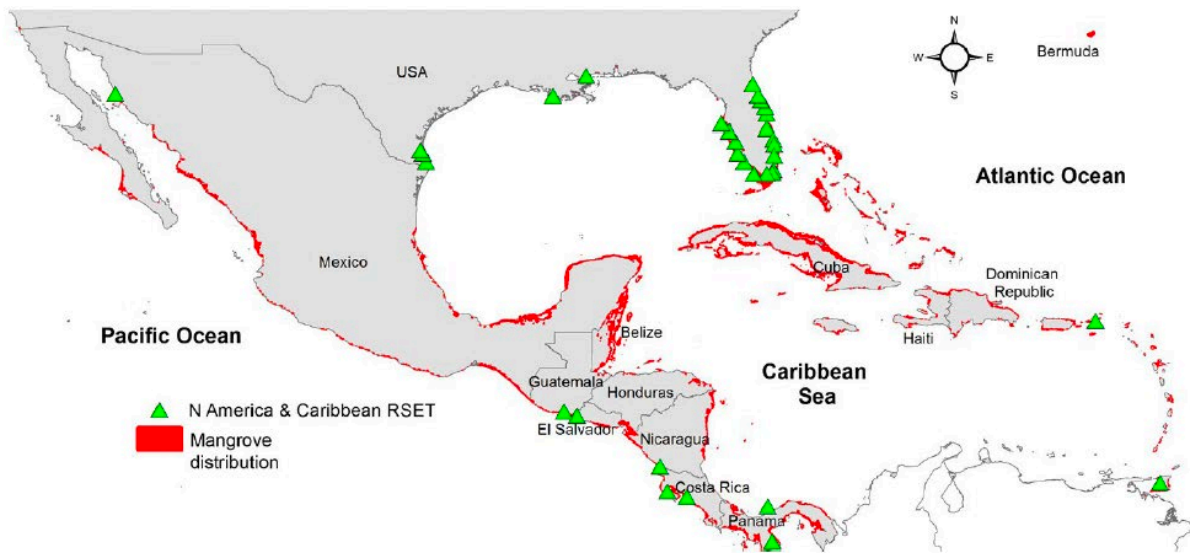 N
W
E
S
Bermuda
USA
Atlantic Ocean
Mexico
Cuba
Dominican
Republic
Haiti
Pacific Ocean
Belize
Caribbean
Sea
Guatemala
Honduras
N America & Caribbean RSET
El Salvador
Nicaragua
Mangrove
distribution
Costa Rica
Panama